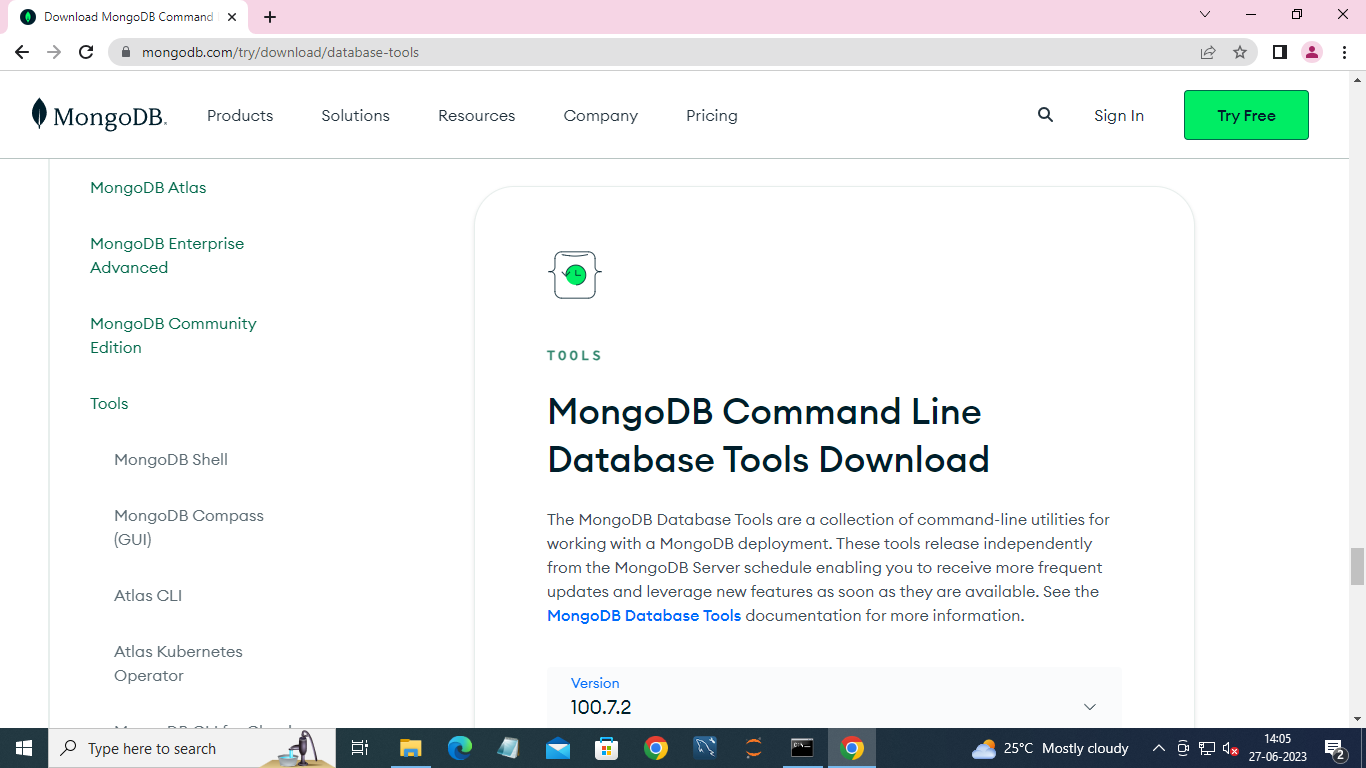 Download MongoDB Command
mongodb.com/try/download/database-tools
MongoDB.
Products
Solutions
Resources
Company
Pricing
Sign In
Try Free
MongoDB Atlas
MongoDB Enterprise
Advanced
MongoDB Community
Edition
Tools
MongoDB Shell
MongoDB Compass
(GUI)
Atlas CLI
Atlas Kubernetes
Operator
TOOLS
MongoDB Command Line
Database Tools Download
The MongoDB Database Tools are a collection of command-line utilities for
working with a MongoDB deployment. These tools release independently
from the MongoDB Server schedule enabling you to receive more frequent
updates and leverage new features as soon as they are available. See the
MongoDB Database Tools documentation for more information.
Version
100.7.2
Type here to search
25°C Mostly cloudy
14:05
27-06-2023
2